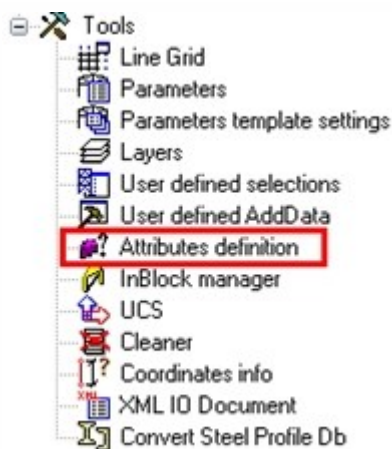 Tools
Line Grid
Parameters
Parameters template settings
Layers
User defined selections
User defined AddData
Attributes definition
InBlock manager
UCS
Cleaner
Coordinates info
XML IO Document
Convert Steel Profile Db